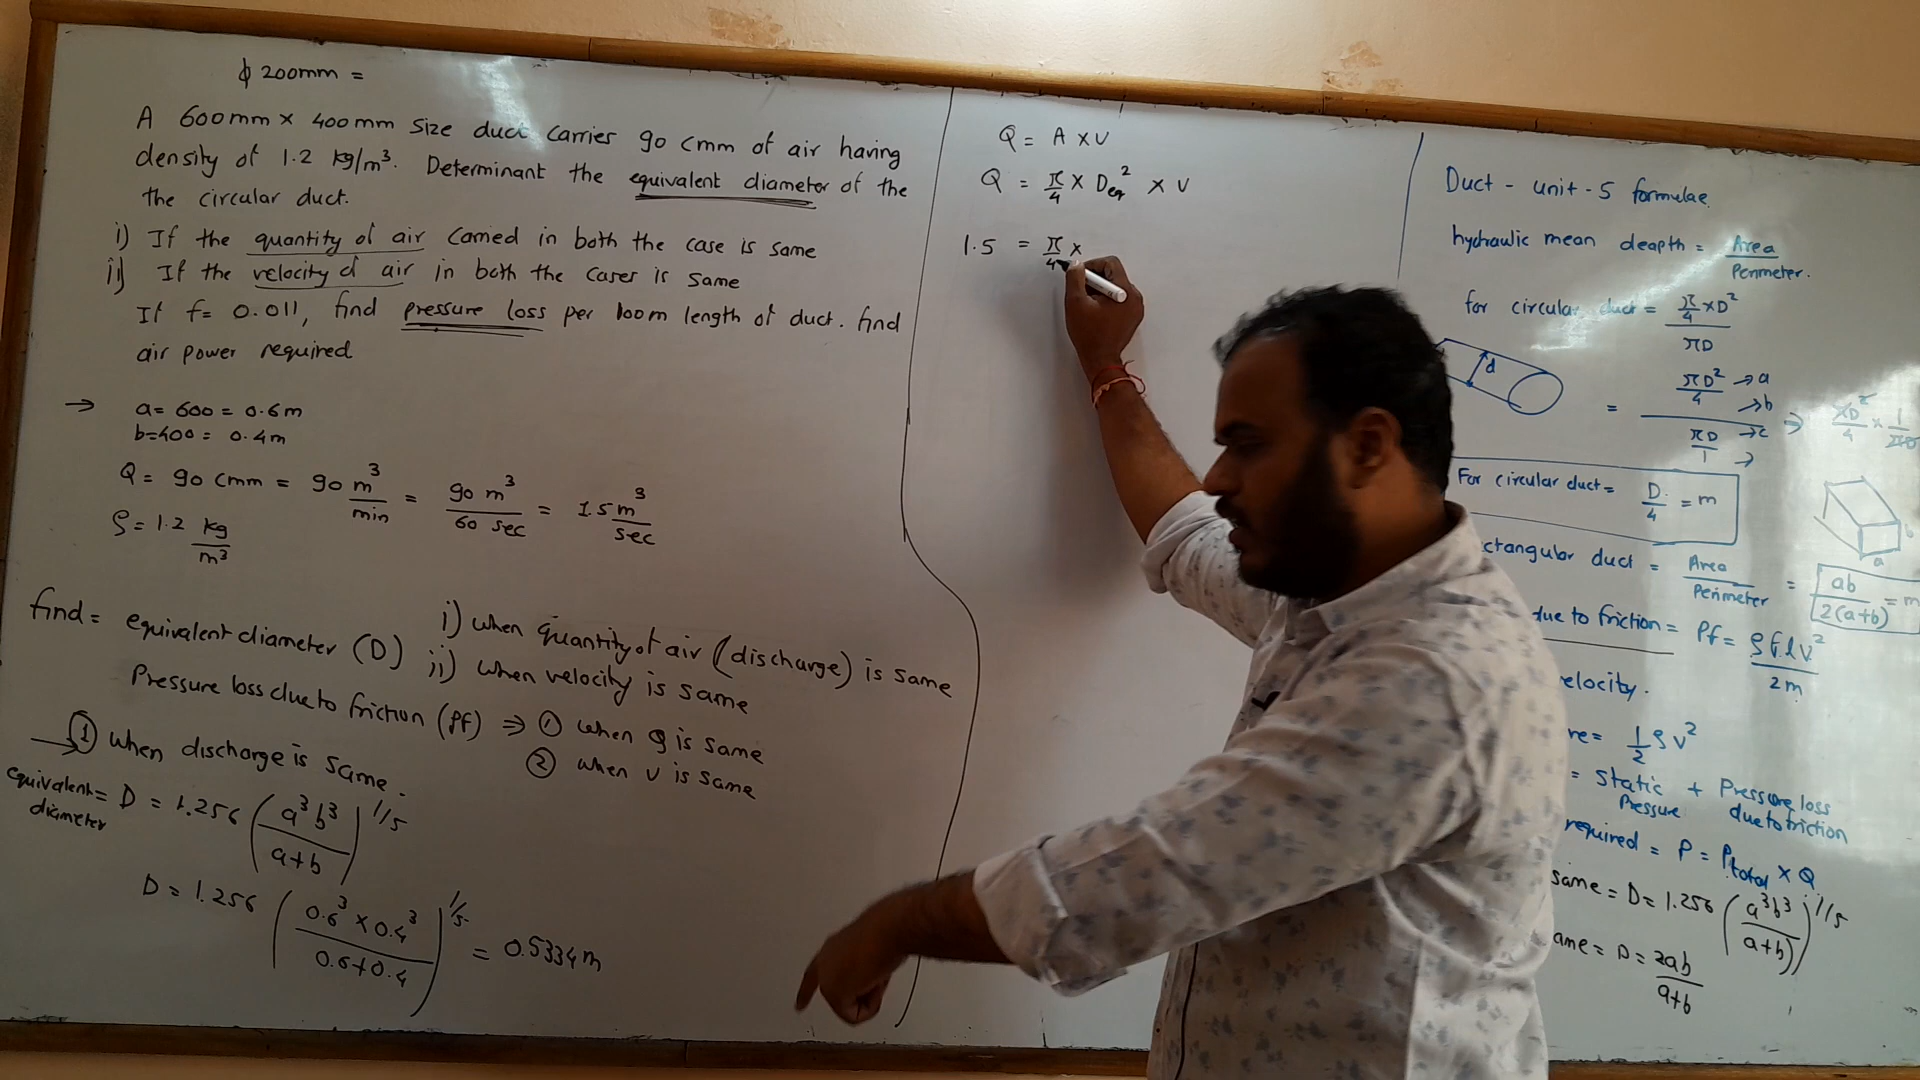 ϕ 200mm =
A 600mm × 400mm size duct carries 90 cmm of air having
density of 1.2 kg/m³. Determinant the equivalent diameter of the
the circular duct.
i) If the quantity of air carried in both the case is same
ii) If the velocity of air in both the cases is same
If f= 0.011, find pressure loss per 100m length of duct. find
air power required
→ a= 600 = 0.6m
b=400 = 0.4m
Q = 90 cmm = 90 m³/min = 90 m³/60 sec = 1.5 m³/sec
ρ = 1.2 kg/m³
find = equivalent diameter (D) i) when quantity of air (discharge) is same
ii) when velocity is same
Pressure loss due to friction (Pf) ⇒ ① when Q is same
② when v is same
→ ① when discharge is same.
equivalent diameter = D = 1.256 (a³b³/a+b)^1/5
D = 1.256 (0.6³ × 0.4³/0.6+0.4)^1/5 = 0.5334m
Q = A × V
Q = π/4 × Deq² × V
1.5 = π/4 ×
Duct - unit - 5 formulae.
hydraulic mean deapth = Area/Perimeter.
for circular duct = π/4 × D²/πD
d
= πD²/4 → a → b / πD/1 → c → ⇒ πD²/4 × 1/πD
For circular duct = D/4 = m
ctangular duct = Area/Perimeter = ab/2(a+b) = m
a
due to friction = Pf = ρ f l v²/2m
elocity.
re = 1/2 ρv²
= static Pressure + Pressure loss due to friction
required = P = Ptotal × Q
same = D = 1.256 (a³b³/a+b)^1/5
ame = D = 2ab/a+b